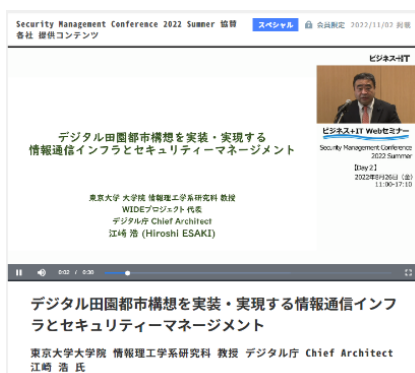 Security Management Conference 2022 Summer 協賛
各社 提供コンテンツ
スペシャル
会員限定 2022/11/02 掲載
ビジネス+IT
デジタル田園都市構想を実装・実現する
情報通信インフラとセキュリティーマネージメント
東京大学 大学院 情報理工学系研究科 教授
WIDEプロジェクト 代表
デジタル庁 Chief Architect
江崎 浩 (Hiroshi ESAKI)
ビジネス+IT Webセミナー
Security Management Conference
2022 Summer
【Day 2】
2022年8月26日（金）
11:00-17:10
0:02 / 0:30
デジタル田園都市構想を実装・実現する情報通信インフ
ラとセキュリティーマネージメント
東京大学大学院 情報理工学系研究科 教授 デジタル庁 Chief Architect
江崎 浩 氏